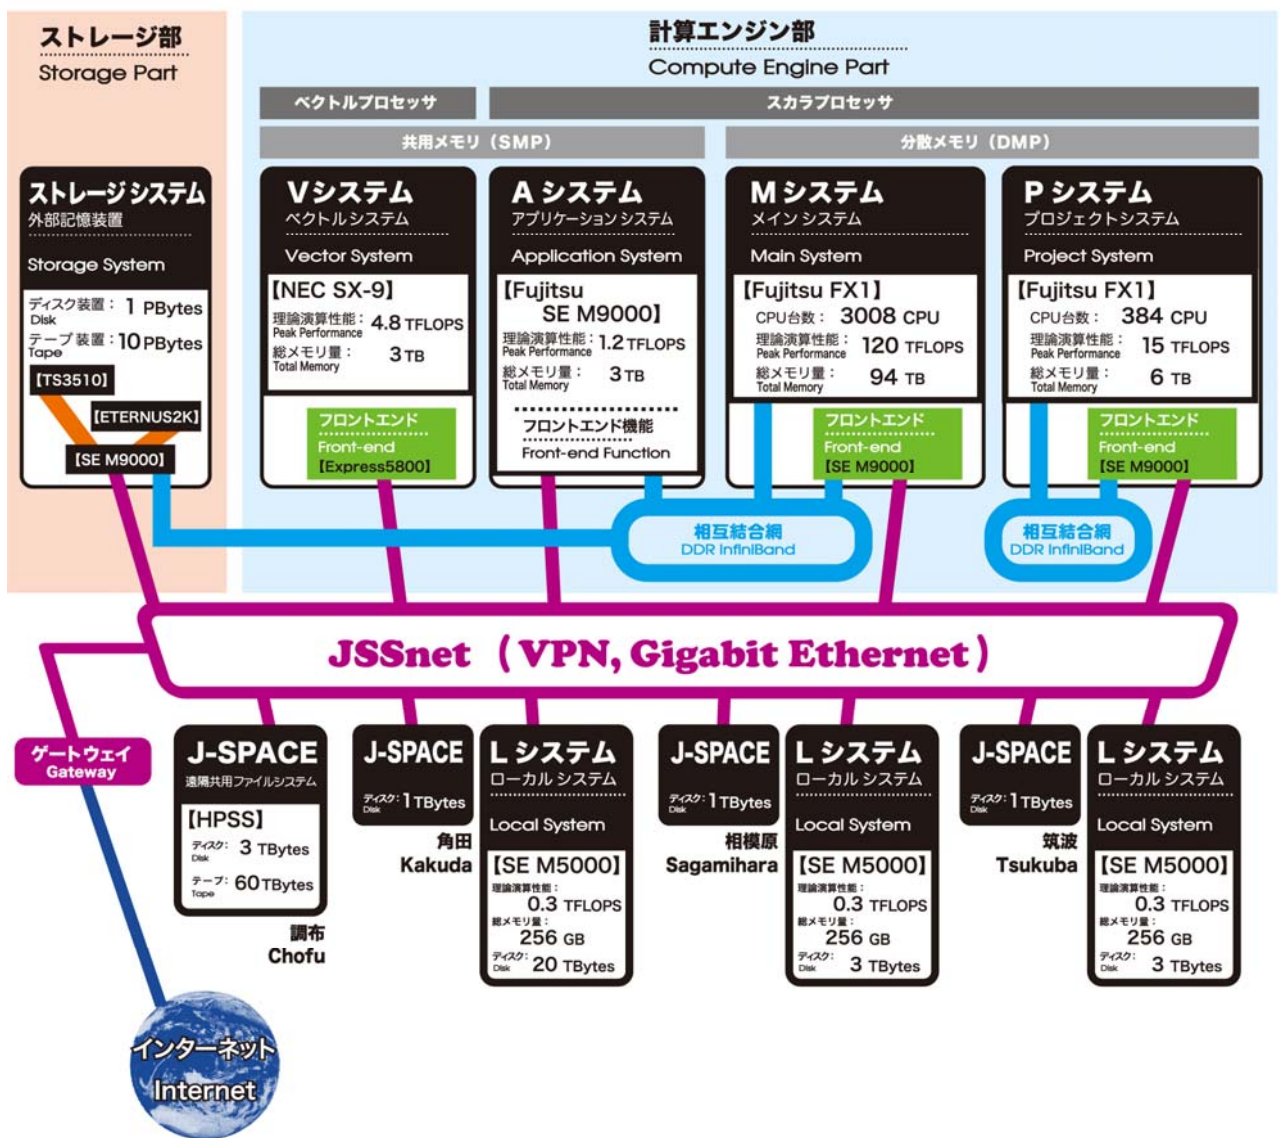 ストレージ部
Storage Part
計算エンジン部
Compute Engine Part
ベクトルプロセッサ
スカラプロセッサ
共用メモリ（SMP）
分散メモリ（DMP）
ストレージシステム
外部記憶装置
Storage System
ディスク装置： 1 PBytes
Disk
テープ装置：10 PBytes
Tape
【TS3510】
【ETERNUS2K】
【SE M9000】
Vシステム
ベクトルシステム
Vector System
【NEC SX-9】
理論演算性能： 4.8 TFLOPS
Peak Performance
総メモリ量： 3 TB
Total Memory
フロントエンド
Front-end
【Express5800】
A システム
アプリケーションシステム
Application System
【Fujitsu
SE M9000】
理論演算性能：1.2 TFLOPS
Peak Performance
総メモリ量： 3 TB
Total Memory
フロントエンド機能
Front-end Function
M システム
メインシステム
Main System
【Fujitsu FX1】
CPU台数： 3008 CPU
理論演算性能： 120 TFLOPS
Peak Performance
総メモリ量： 94 TB
Total Memory
フロントエンド
Front-end
【SE M9000】
P システム
プロジェクトシステム
Project System
【Fujitsu FX1】
CPU台数： 384 CPU
理論演算性能： 15 TFLOPS
Peak Performance
総メモリ量： 6 TB
Total Memory
フロントエンド
Front-end
【SE M9000】
相互結合網
DDR InfiniBand
相互結合網
DDR InfiniBand
JSSnet （VPN, Gigabit Ethernet）
ゲートウェイ
Gateway
インターネット
Internet
J-SPACE
遠隔共用ファイルシステム
【HPSS】
ディスク： 3 TBytes
Disk
テープ： 60 TBytes
Tape
調布
Chofu
J-SPACE
ディスク：1 TBytes
Disk
角田
Kakuda
L システム
ローカルシステム
Local System
【SE M5000】
理論演算性能：
0.3 TFLOPS
総メモリ量：
256 GB
ディスク： 20 TBytes
Disk
J-SPACE
ディスク：1 TBytes
Disk
相模原
Sagamihara
L システム
ローカルシステム
Local System
【SE M5000】
理論演算性能：
0.3 TFLOPS
総メモリ量：
256 GB
ディスク： 3 TBytes
Disk
J-SPACE
ディスク：1 TBytes
Disk
筑波
Tsukuba
L システム
ローカルシステム
Local System
【SE M5000】
理論演算性能：
0.3 TFLOPS
総メモリ量：
256 GB
ディスク： 3 TBytes
Disk